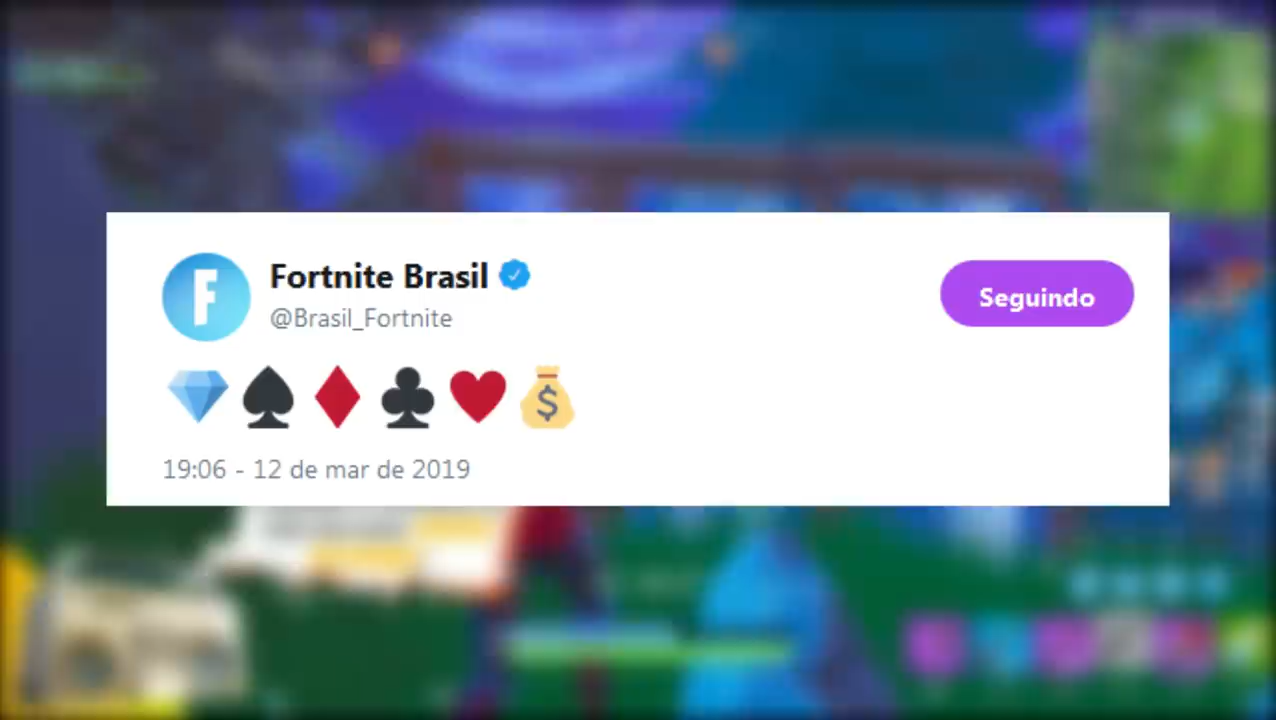 Fortnite Brasil
Seguindo
@Brasil_Fortnite
💎♠️♦️♣️♥️💰
19:06 - 12 de mar de 2019